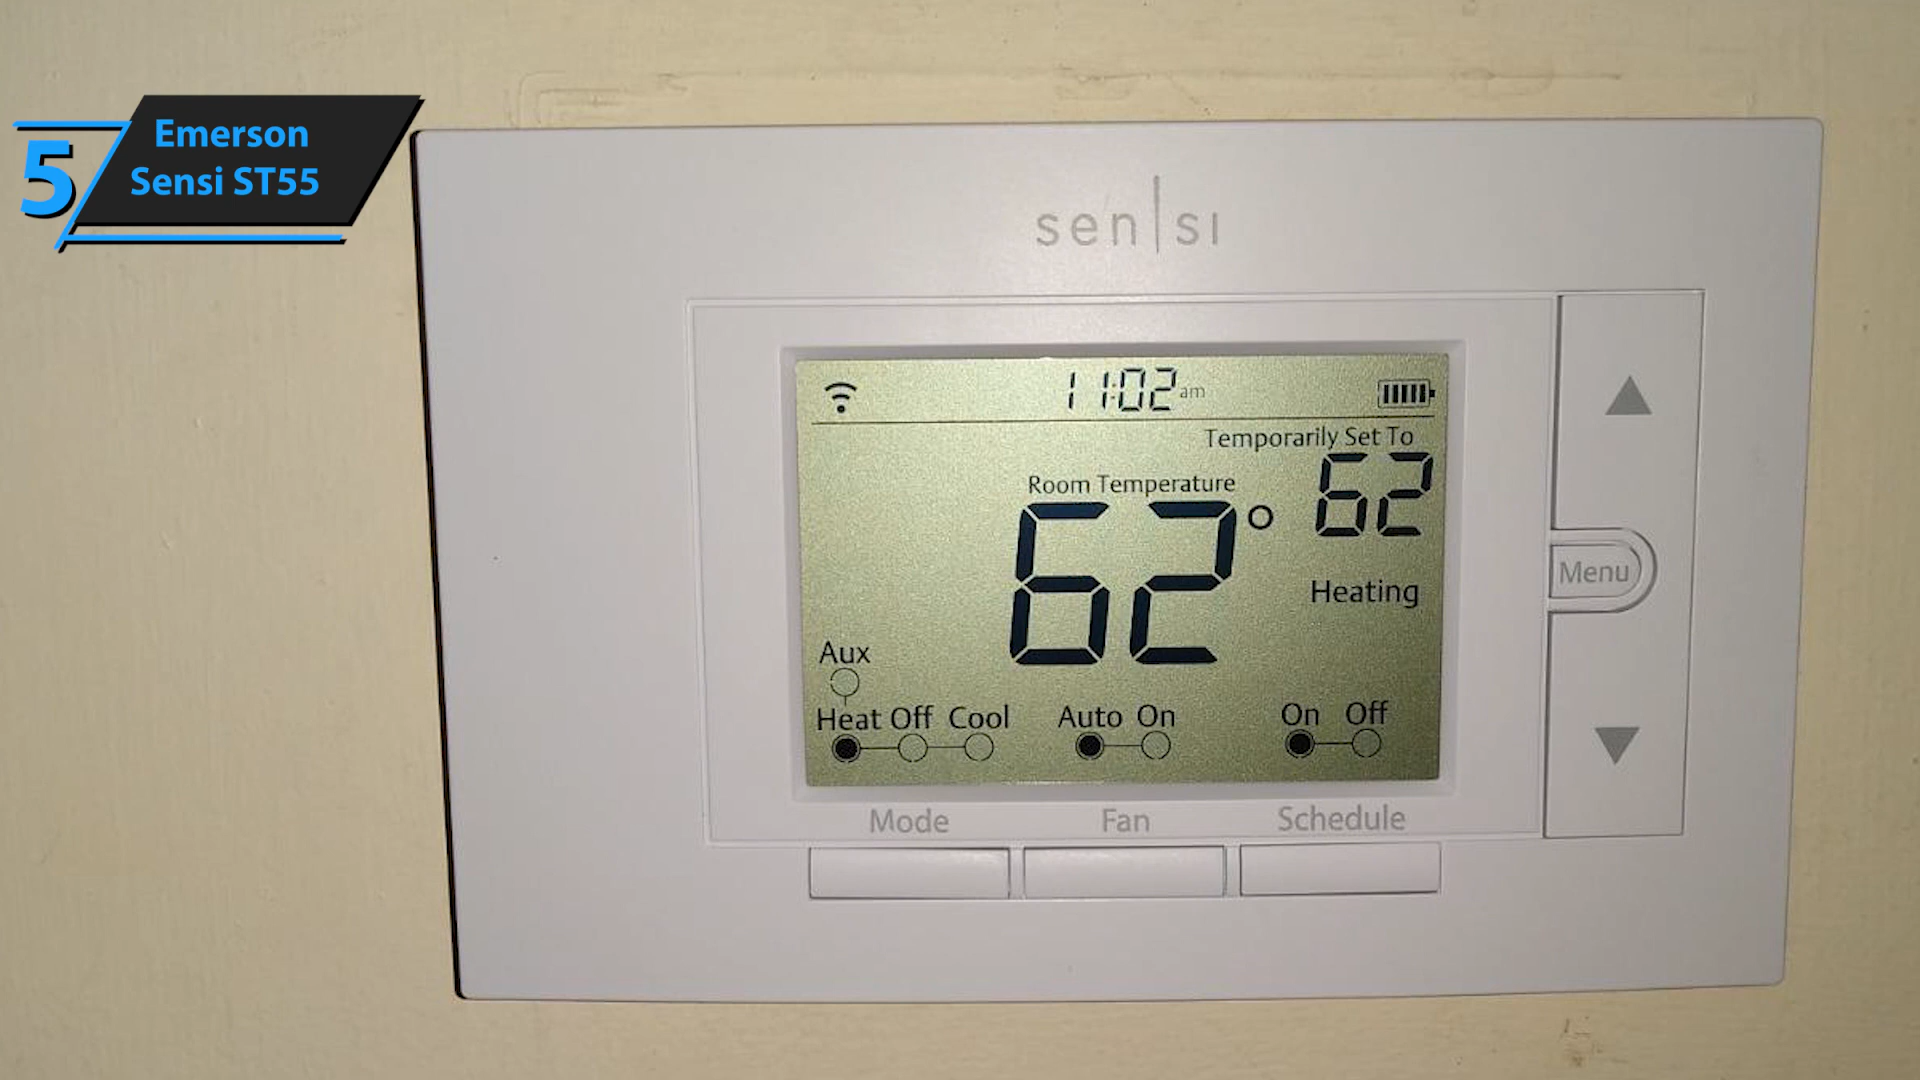 5
Emerson
Sensi ST55
sen|si
11:02 am
Temporarily Set To
62
Room Temperature
62°
Heating
Menu
Aux
Heat Off Cool
Auto On
On Off
Mode
Fan
Schedule